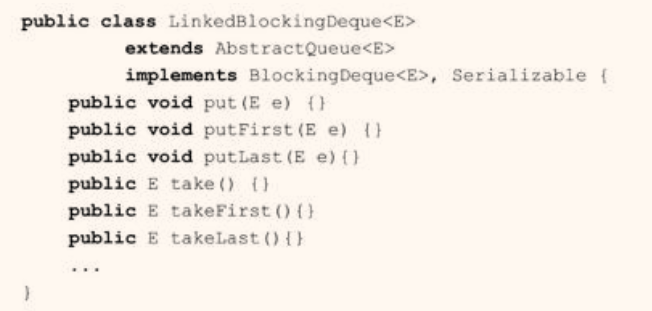 public class LinkedBlockingDeque<E>
extends AbstractQueue<E>
implements BlockingDeque<E>, Serializable {
public void put(E e) {}
public void putFirst(E e) {}
public void putLast(E e){}
public E take() {}
public E takeFirst(){}
public E takeLast(){}
...
}